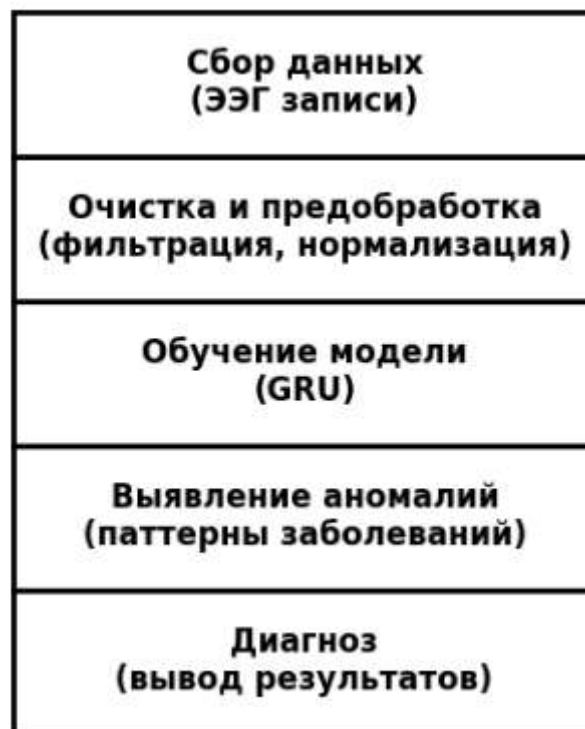 Сбор данных
(ЭЭГ записи)
Очистка и предобработка
(фильтрация, нормализация)
Обучение модели
(GRU)
Выявление аномалий
(паттерны заболеваний)
Диагноз
(вывод результатов)